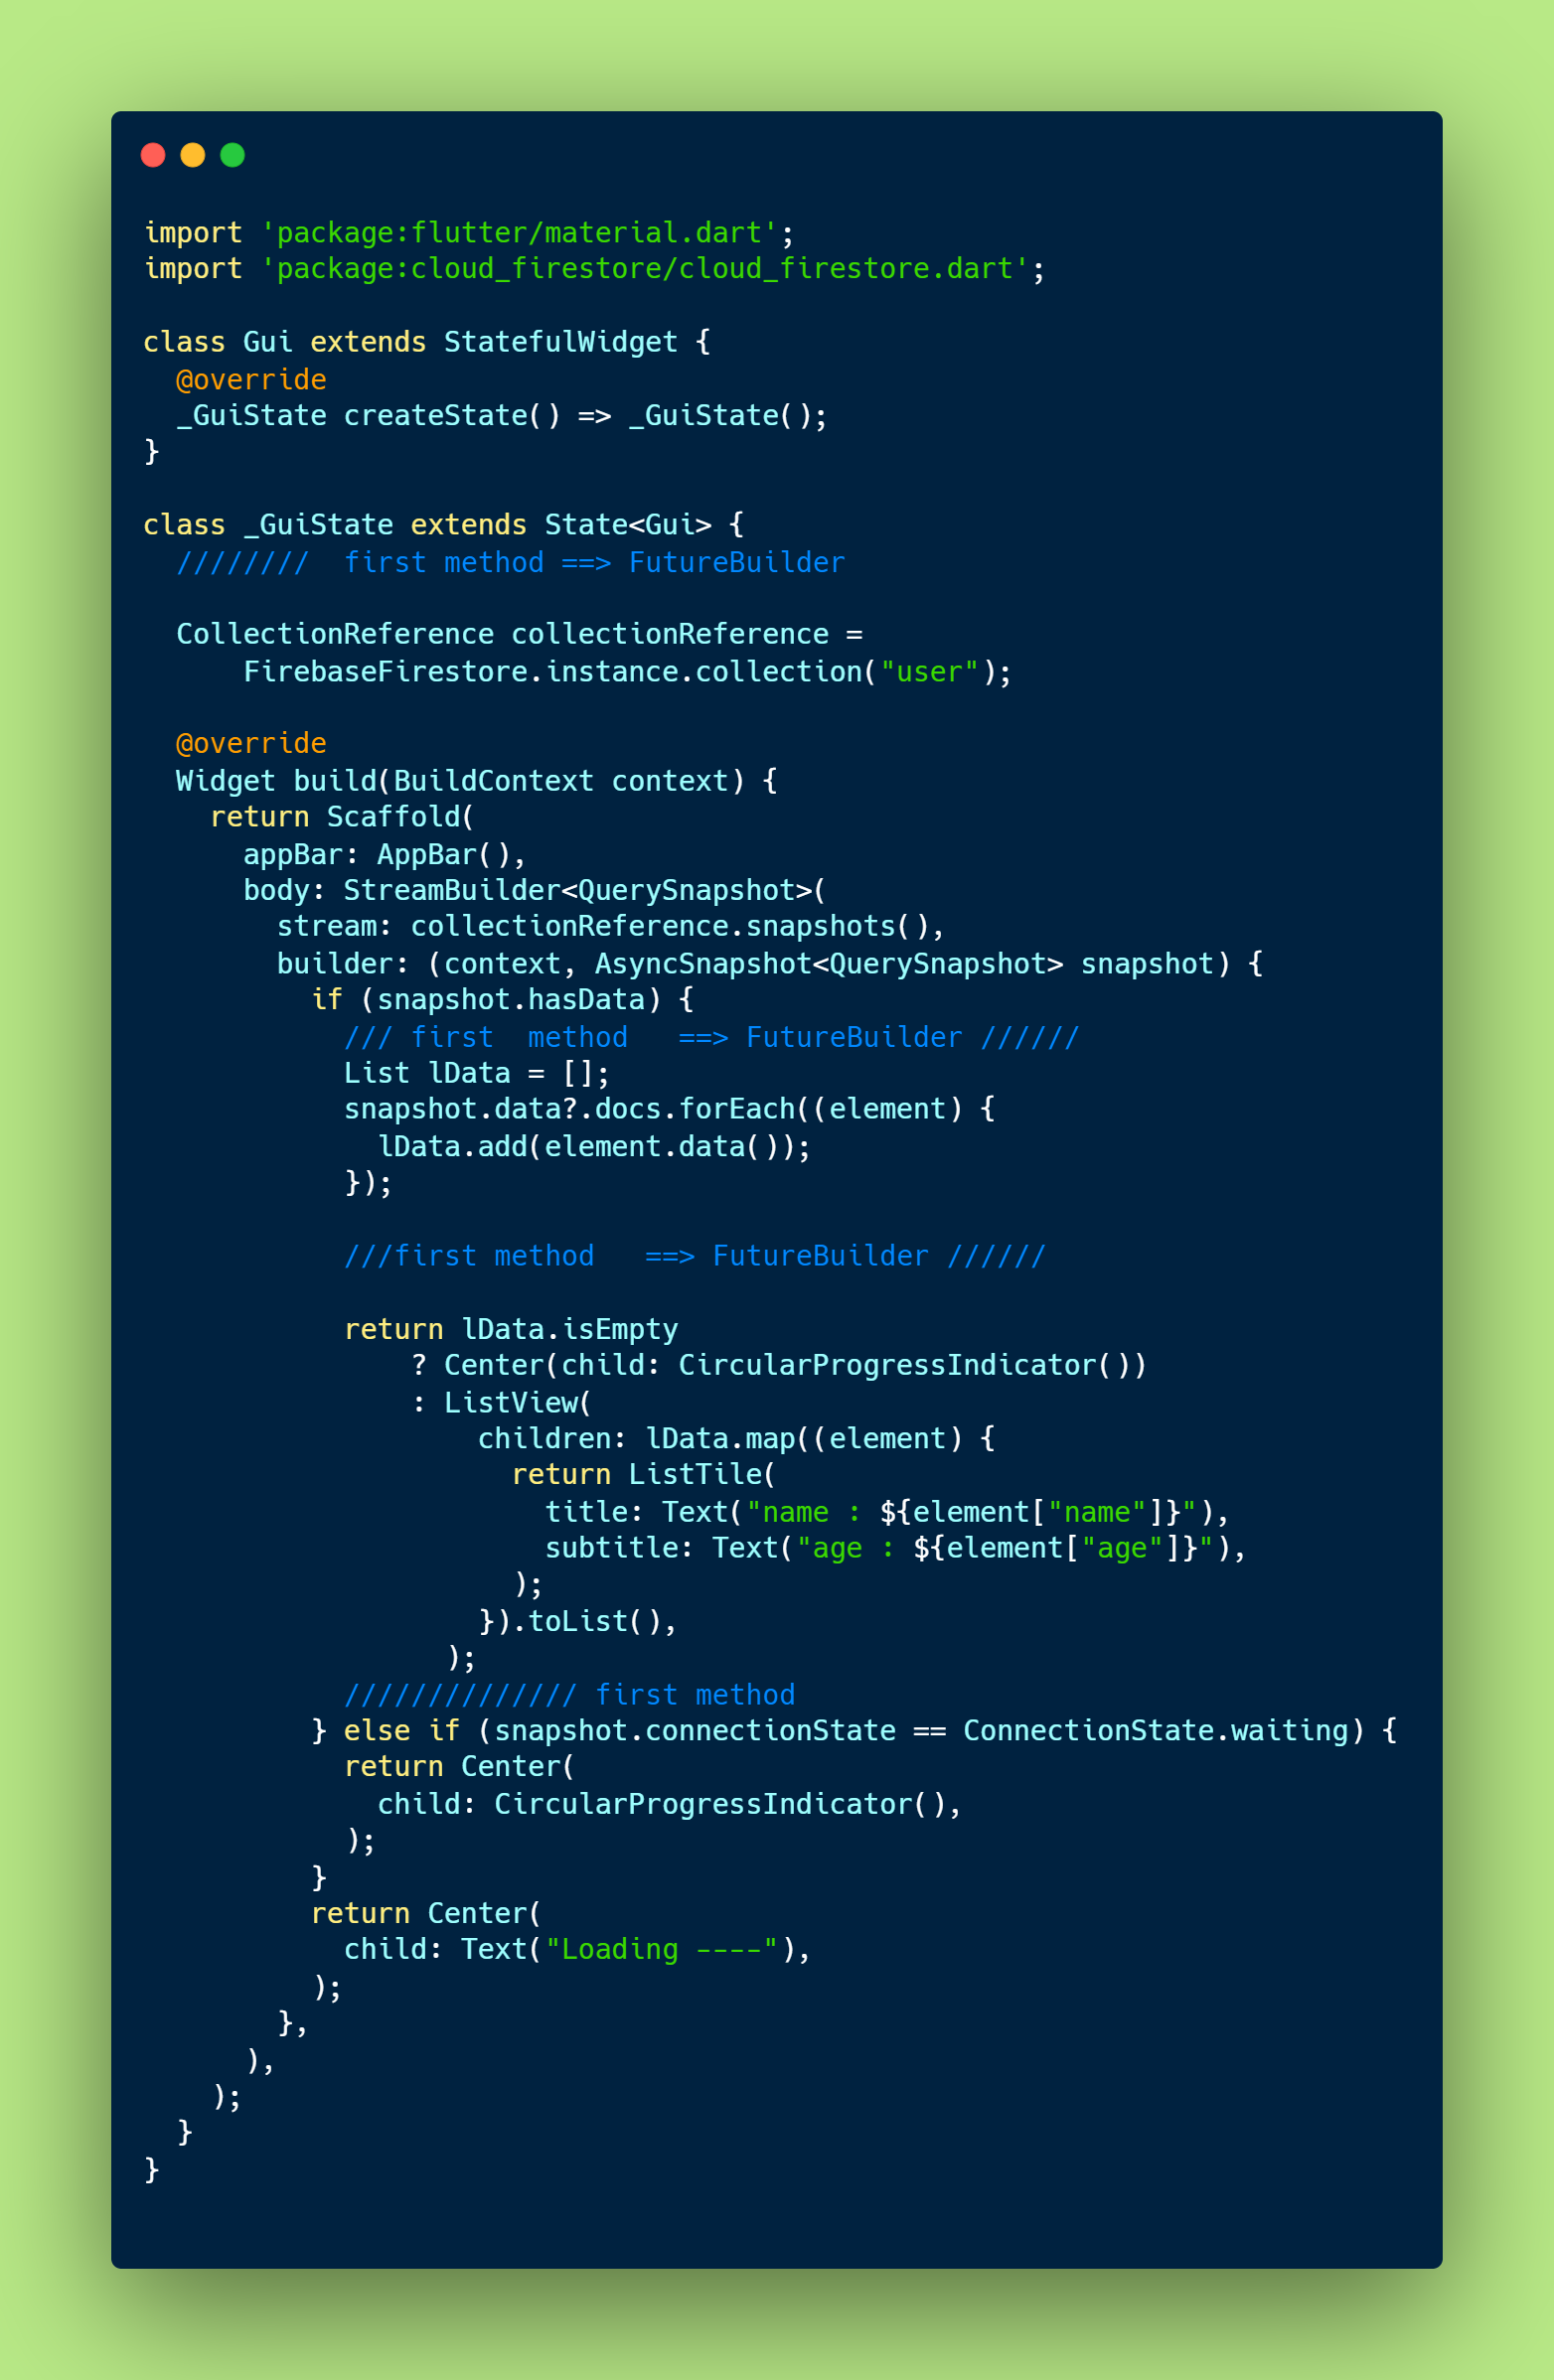 import 'package:flutter/material.dart';
import 'package:cloud_firestore/cloud_firestore.dart';

class Gui extends StatefulWidget {
  @override
  _GuiState createState() => _GuiState();
}

class _GuiState extends State<Gui> {
  ////////  first method ==> FutureBuilder

  CollectionReference collectionReference =
      FirebaseFirestore.instance.collection("user");

  @override
  Widget build(BuildContext context) {
    return Scaffold(
      appBar: AppBar(),
      body: StreamBuilder<QuerySnapshot>(
        stream: collectionReference.snapshots(),
        builder: (context, AsyncSnapshot<QuerySnapshot> snapshot) {
          if (snapshot.hasData) {
            /// first  method   ==> FutureBuilder //////
            List lData = [];
            snapshot.data?.docs.forEach((element) {
              lData.add(element.data());
            });

            ///first method   ==> FutureBuilder //////

            return lData.isEmpty
                ? Center(child: CircularProgressIndicator())
                : ListView(
                    children: lData.map((element) {
                      return ListTile(
                        title: Text("name : ${element["name"]}"),
                        subtitle: Text("age : ${element["age"]}"),
                      );
                    }).toList(),
                  );
            ////////////// first method
          } else if (snapshot.connectionState == ConnectionState.waiting) {
            return Center(
              child: CircularProgressIndicator(),
            );
          }
          return Center(
            child: Text("Loading ----"),
          );
        },
      ),
    );
  }
}